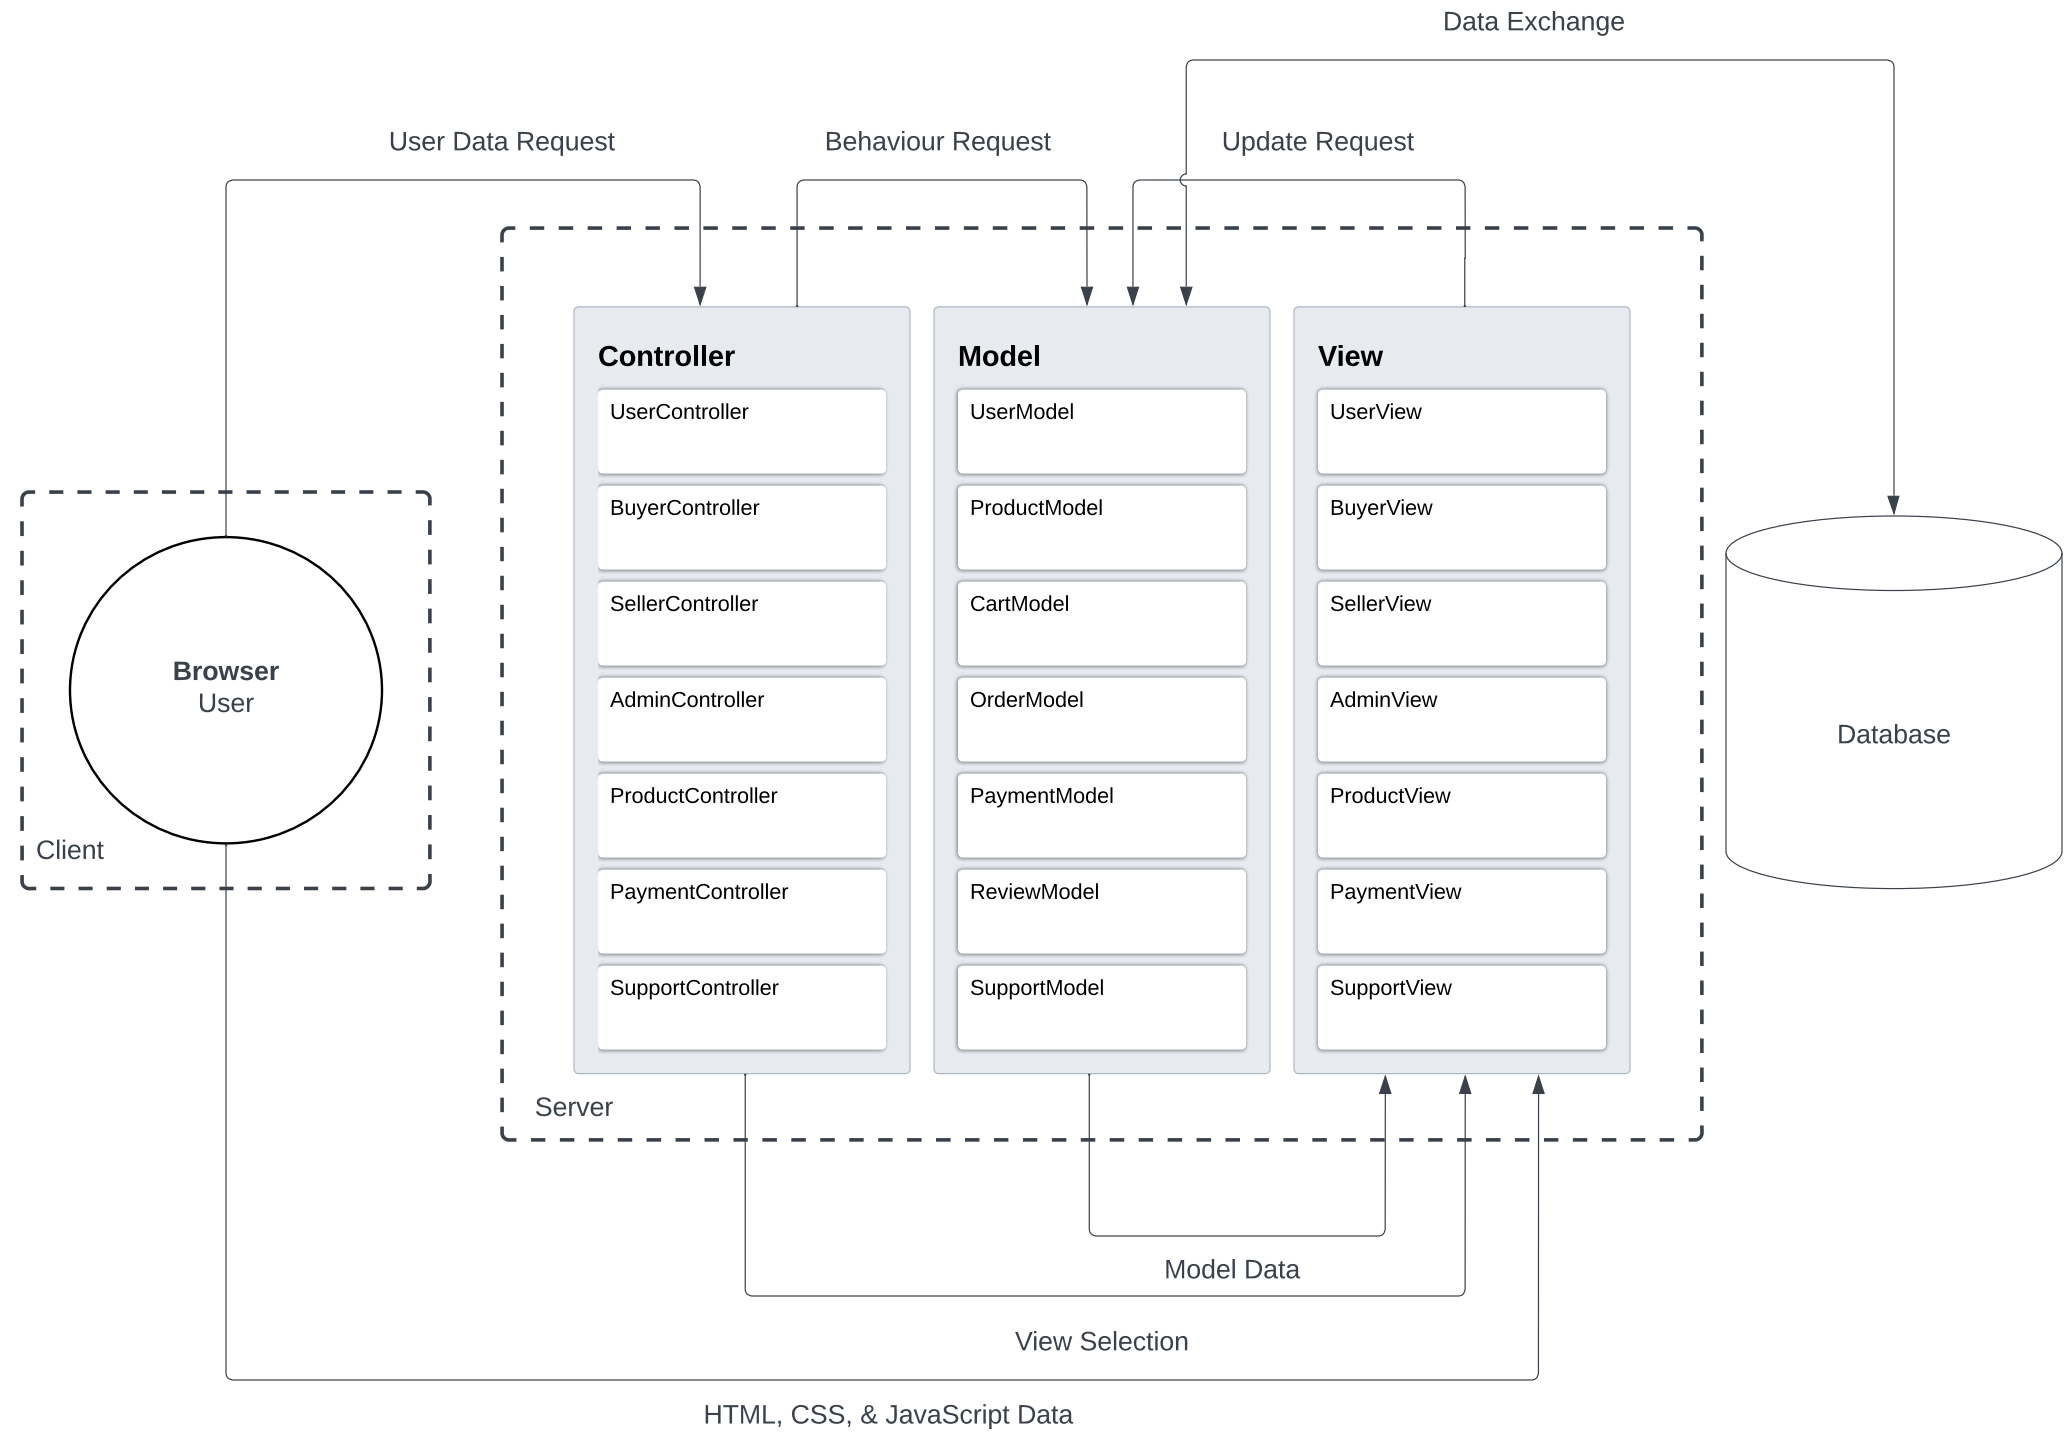 Data Exchange
User Data Request
Behaviour Request
Update Request
Controller
UserController
BuyerController
SellerController
AdminController
ProductController
PaymentController
SupportController
Model
UserModel
ProductModel
CartModel
OrderModel
PaymentModel
ReviewModel
SupportModel
View
UserView
BuyerView
SellerView
AdminView
ProductView
PaymentView
SupportView
Browser
User
Client
Database
Server
Model Data
View Selection
HTML, CSS, & JavaScript Data